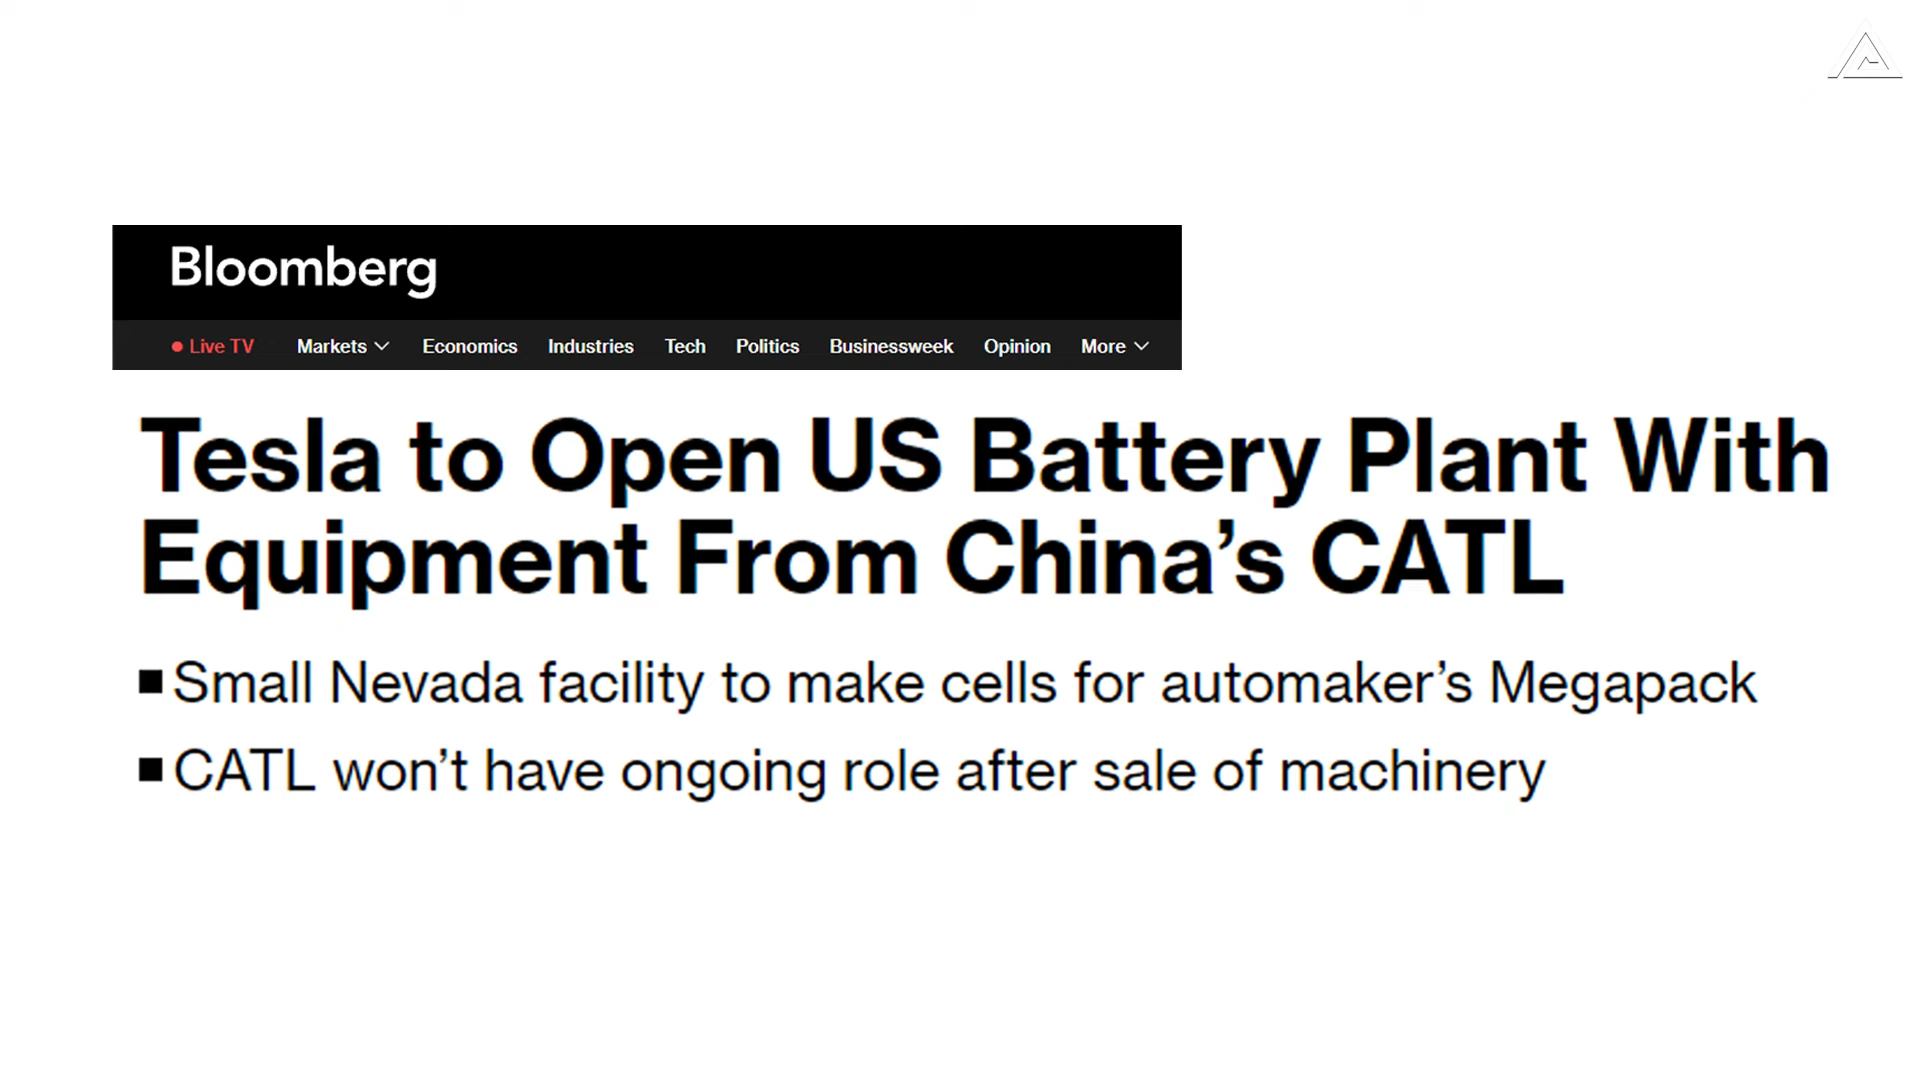 Bloomberg
Live TV Markets Economics Industries Tech Politics Businessweek Opinion More
Tesla to Open US Battery Plant With
Equipment From China’s CATL
Small Nevada facility to make cells for automaker’s Megapack
CATL won’t have ongoing role after sale of machinery